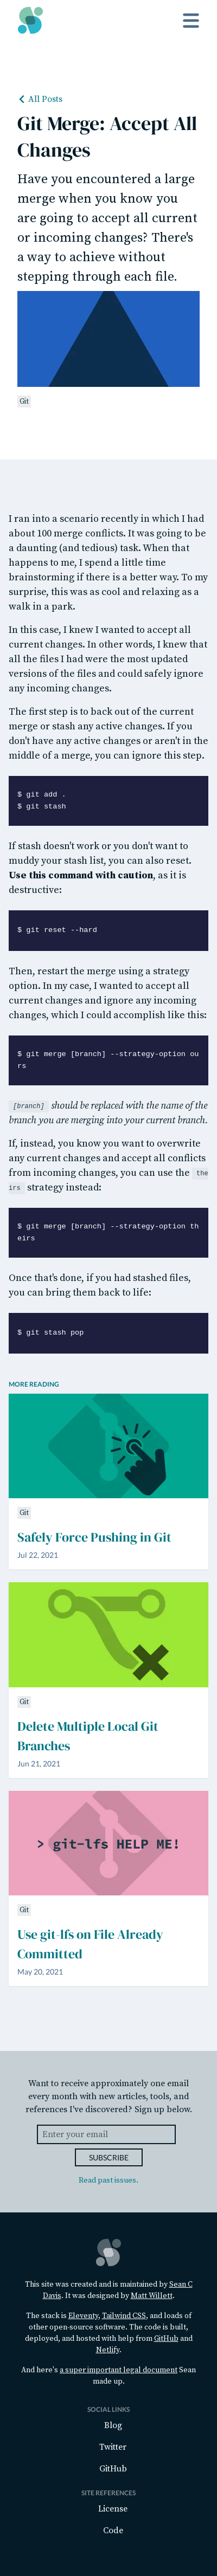 All Posts
Git Merge: Accept All
Changes
Have you encountered a large
merge when you know you
are going to accept all current
or incoming changes? There's
a way to achieve without
stepping through each file.
Git
I ran into a scenario recently in which I had
about 100 merge conflicts. It was going to be
a daunting (and tedious) task. When that
happens to me, I spend a little time
brainstorming if there is a better way. To my
surprise, this was as cool and relaxing as a
walk in a park.
In this case, I knew I wanted to accept all
current changes. In other words, I knew that
all the files I had were the most updated
versions of the files and could safely ignore
any incoming changes.
The first step is to back out of the current
merge or stash any active changes. If you
don't have any active changes or aren't in the
middle of a merge, you can ignore this step.
$ git add .
$ git stash
If stash doesn't work or you don't want to
muddy your stash list, you can also reset.
Use this command with caution, as it is
destructive:
$ git reset --hard
Then, restart the merge using a strategy
option. In my case, I wanted to accept all
current changes and ignore any incoming
changes, which I could accomplish like this:
$ git merge [branch] --strategy-option ou
rs
[branch] should be replaced with the name of the
branch you are merging into your current branch.
If, instead, you know you want to overwrite
any current changes and accept all conflicts
from incoming changes, you can use the the
irs strategy instead:
$ git merge [branch] --strategy-option th
eirs
Once that's done, if you had stashed files,
you can bring them back to life:
$ git stash pop
MORE READING
Git
Safely Force Pushing in Git
Jul 22, 2021
Git
Delete Multiple Local Git
Branches
Jun 21, 2021
> git-lfs HELP ME!
Git
Use git-lfs on File Already
Committed
May 20, 2021
Want to receive approximately one email
every month with new articles, tools, and
references I've discovered? Sign up below.
Enter your email
SUBSCRIBE
Read past issues.
This site was created and is maintained by Sean C
Davis. It was designed by Matt Willett.
The stack is Eleventy, Tailwind CSS, and loads of
other open-source software. The code is built,
deployed, and hosted with help from GitHub and
Netlify.
And here's a super important legal document Sean
made up.
SOCIAL LINKS
Blog
Twitter
GitHub
SITE REFERENCES
License
Code